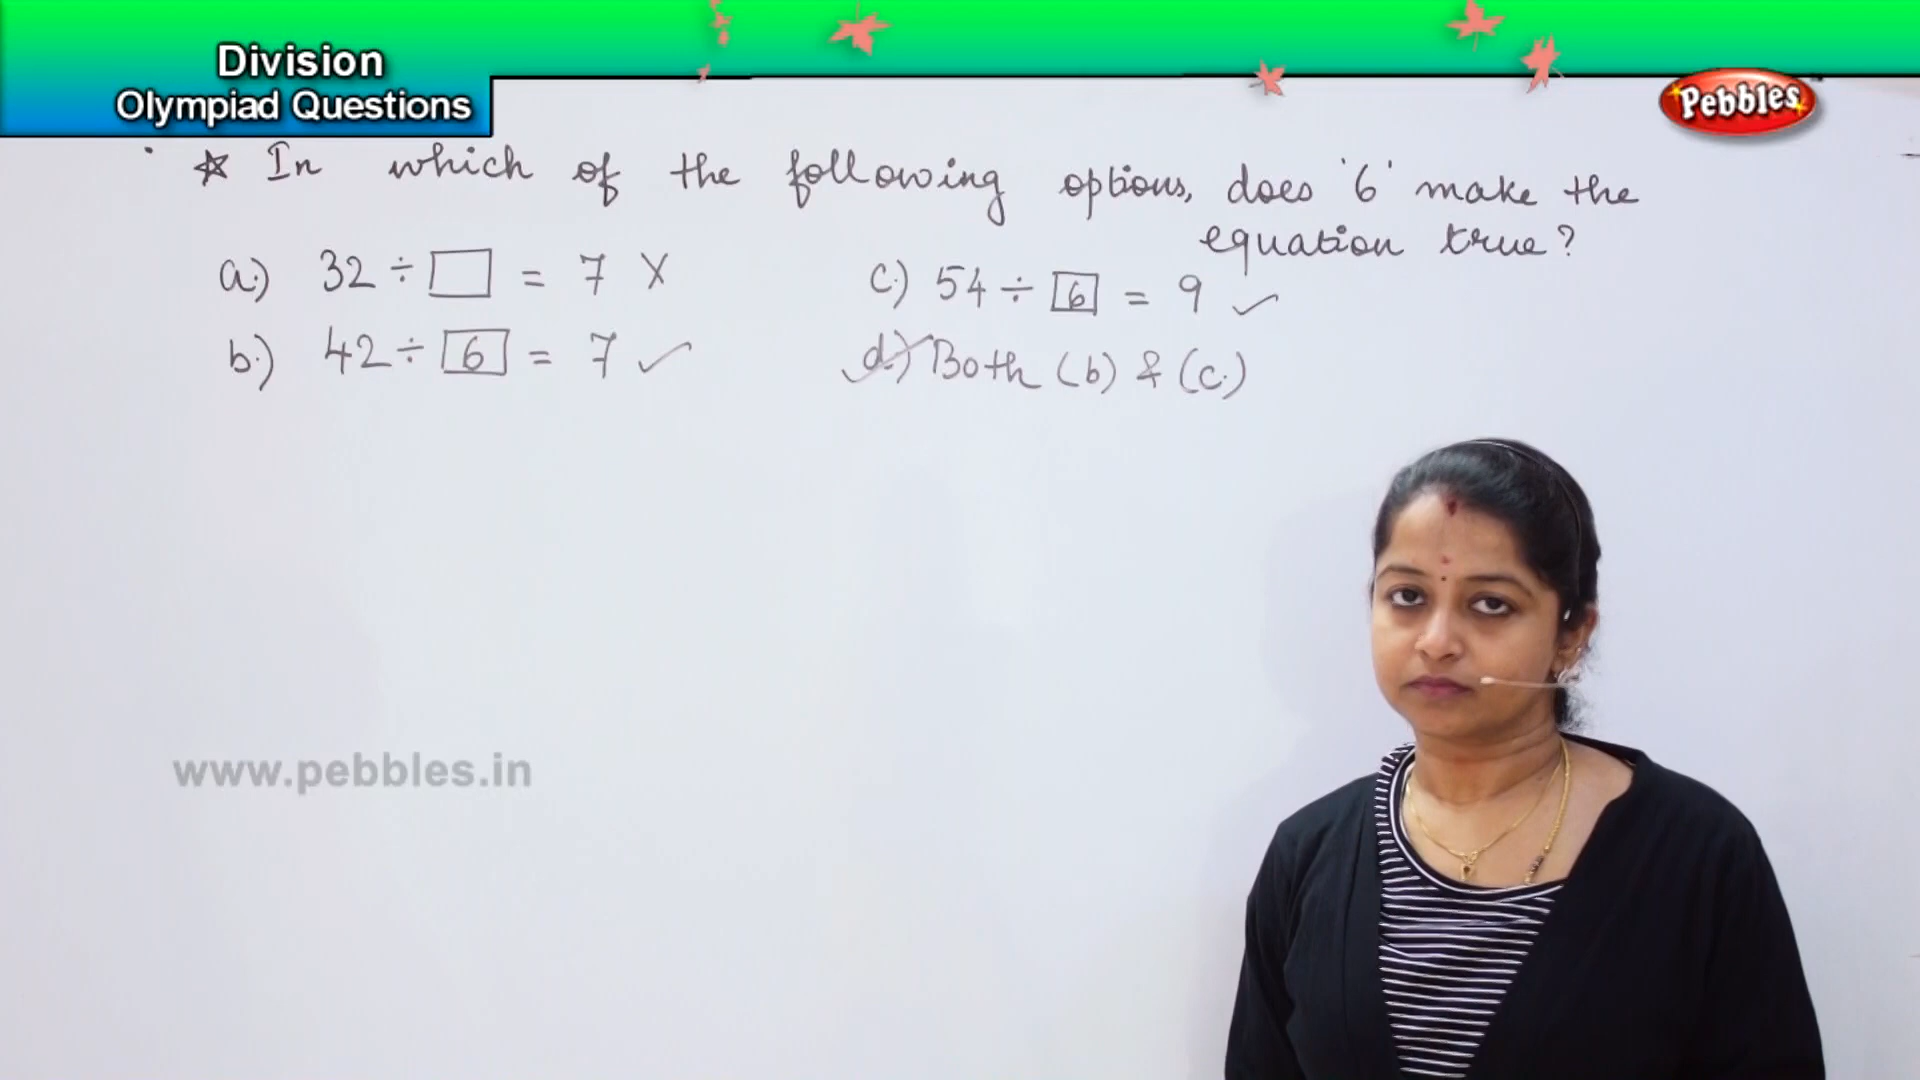 Division
Olympiad Questions
Pebbles
☆ In which of the following options, does '6' make the
equation true?
a.) 32 ÷ □ = 7 X
c.) 54 ÷ 6 = 9 ✓
b.) 42 ÷ 6 = 7 ✓
d.) Both (b) & (c.)
www.pebbles.in